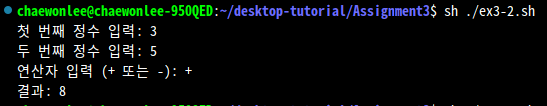 chaewonlee@chaewonlee-950QED:~/desktop-tutorial/Assignment3$ sh ./ex3-2.sh
첫 번째 정수 입력: 3
두 번째 정수 입력: 5
연산자 입력 (+ 또는 -): +
결과: 8